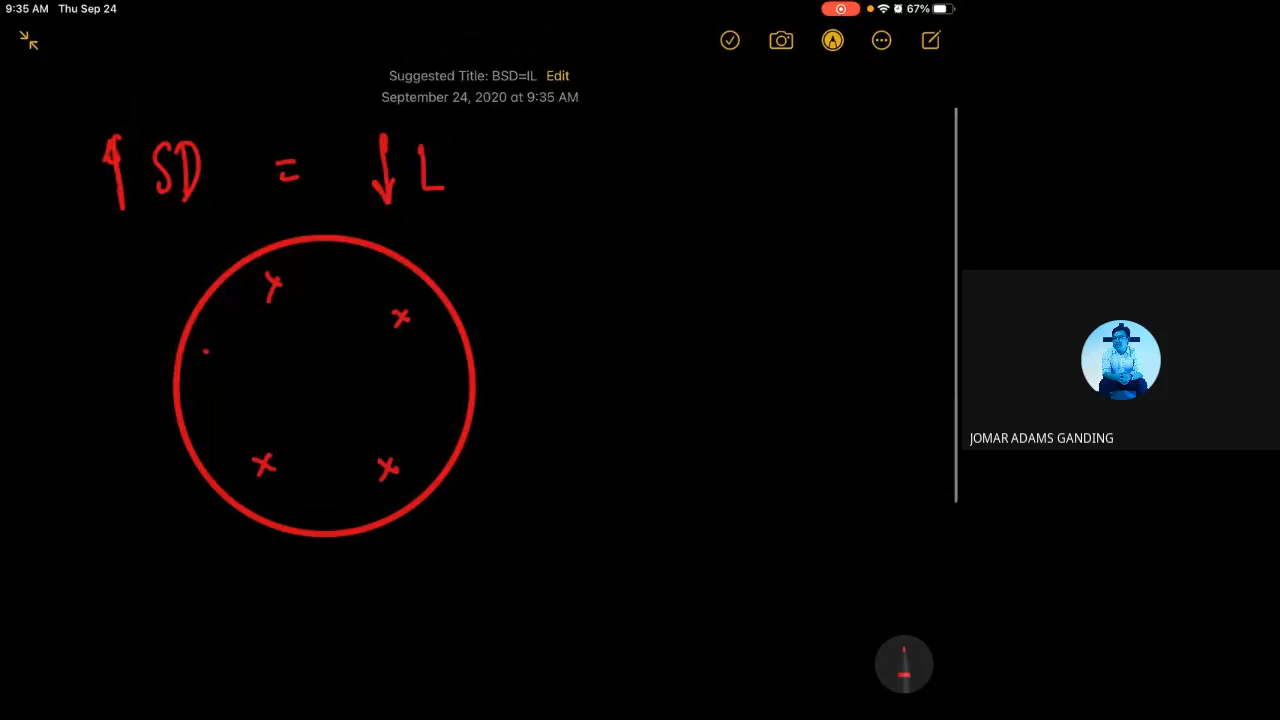 9:35 AM Thu Sep 24
67%
Suggested Title: BSD=IL Edit
September 24, 2020 at 9:35 AM
↑ SD = ↓ L
JOMAR ADAMS GANDING